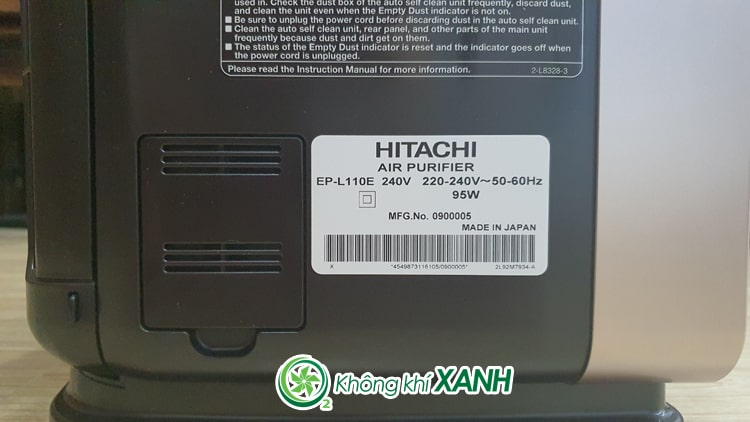 used in. Check the dust box of the auto self clean unit frequently, discard dust,
and clean the unit even when the Empty Dust indicator is not on.
■ Be sure to unplug the power cord before discarding dust in the auto self clean unit.
■ Clean the auto self clean unit, rear panel, and other parts of the main unit
frequently because dust and dirt get on them.
■ The status of the Empty Dust indicator is reset and the indicator goes off when
the power cord is unplugged.
Please read the Instruction Manual for more information. 2-L8328-3
HITACHI
AIR PURIFIER
EP-L110E 240V 220-240V~50-60Hz
95W
MFG.No. 0900005
MADE IN JAPAN
X *4549873116105/0900005* 2L92M7934-A
O2 Không khí XANH